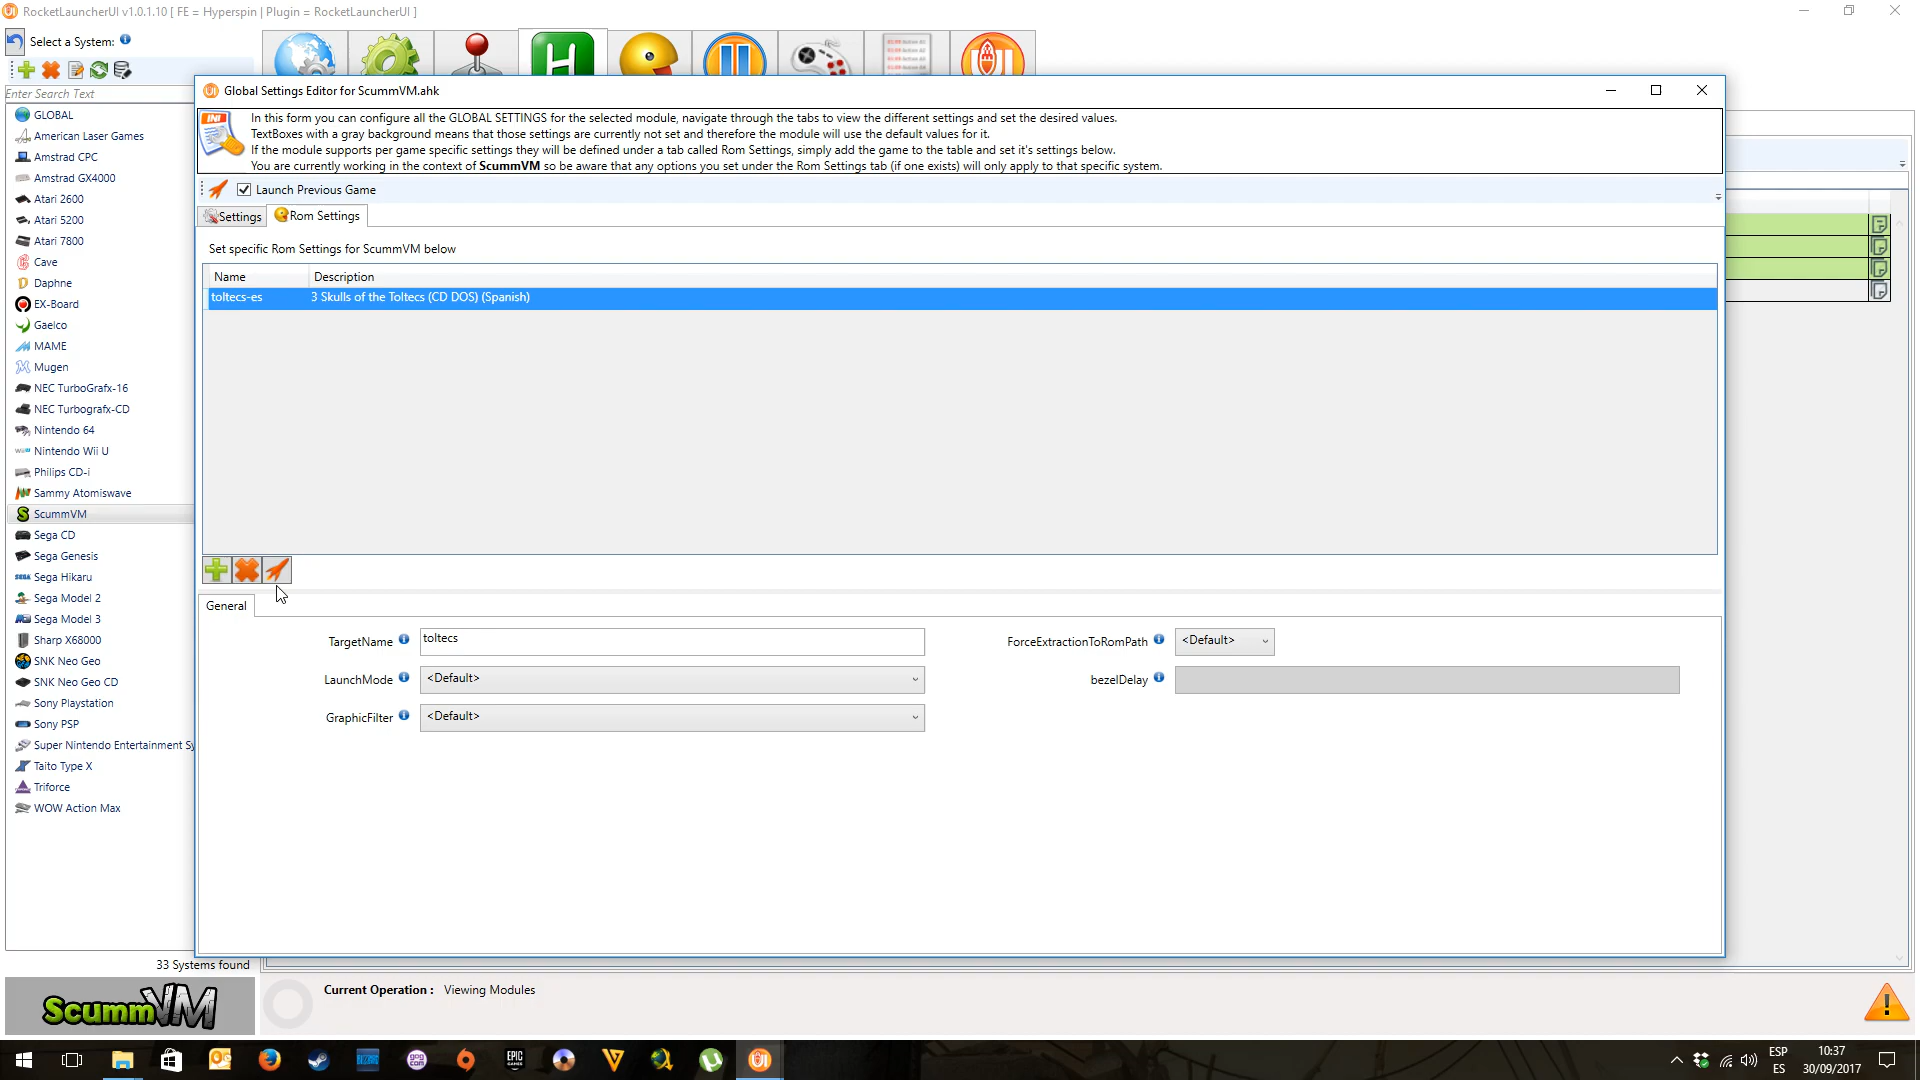 RocketLauncherUI v1.0.1.10 [ FE = Hyperspin | Plugin = RocketLauncherUI ]
Select a System:
Enter Search Text
GLOBAL
American Laser Games
Amstrad CPC
Amstrad GX4000
Atari 2600
Atari 5200
Atari 7800
Cave
Daphne
EX-Board
Gaelco
MAME
Mugen
NEC TurboGrafx-16
NEC Turbografx-CD
Nintendo 64
Nintendo Wii U
Philips CD-i
Sammy Atomiswave
ScummVM
Sega CD
Sega Genesis
Sega Hikaru
Sega Model 2
Sega Model 3
Sharp X68000
SNK Neo Geo
SNK Neo Geo CD
Sony Playstation
Sony PSP
Super Nintendo Entertainment Sy
Taito Type X
Triforce
WOW Action Max
33 Systems found
ScummVM
Global Settings Editor for ScummVM.ahk
In this form you can configure all the GLOBAL SETTINGS for the selected module, navigate through the tabs to view the different settings and set the desired values.
TextBoxes with a gray background means that those settings are currently not set and therefore the module will use the default values for it.
If the module supports per game specific settings they will be defined under a tab called Rom Settings, simply add the game to the table and set it's settings below.
You are currently working in the context of ScummVM so be aware that any options you set under the Rom Settings tab (if one exists) will only apply to that specific system.
Launch Previous Game
Settings Rom Settings
Set specific Rom Settings for ScummVM below
Name Description
toltecs-es 3 Skulls of the Toltecs (CD DOS) (Spanish)
General
TargetName toltecs ForceExtractionToRomPath <Default>
LaunchMode <Default> bezelDelay
GraphicFilter <Default>
Current Operation : Viewing Modules
ESP
ES
10:37
30/09/2017